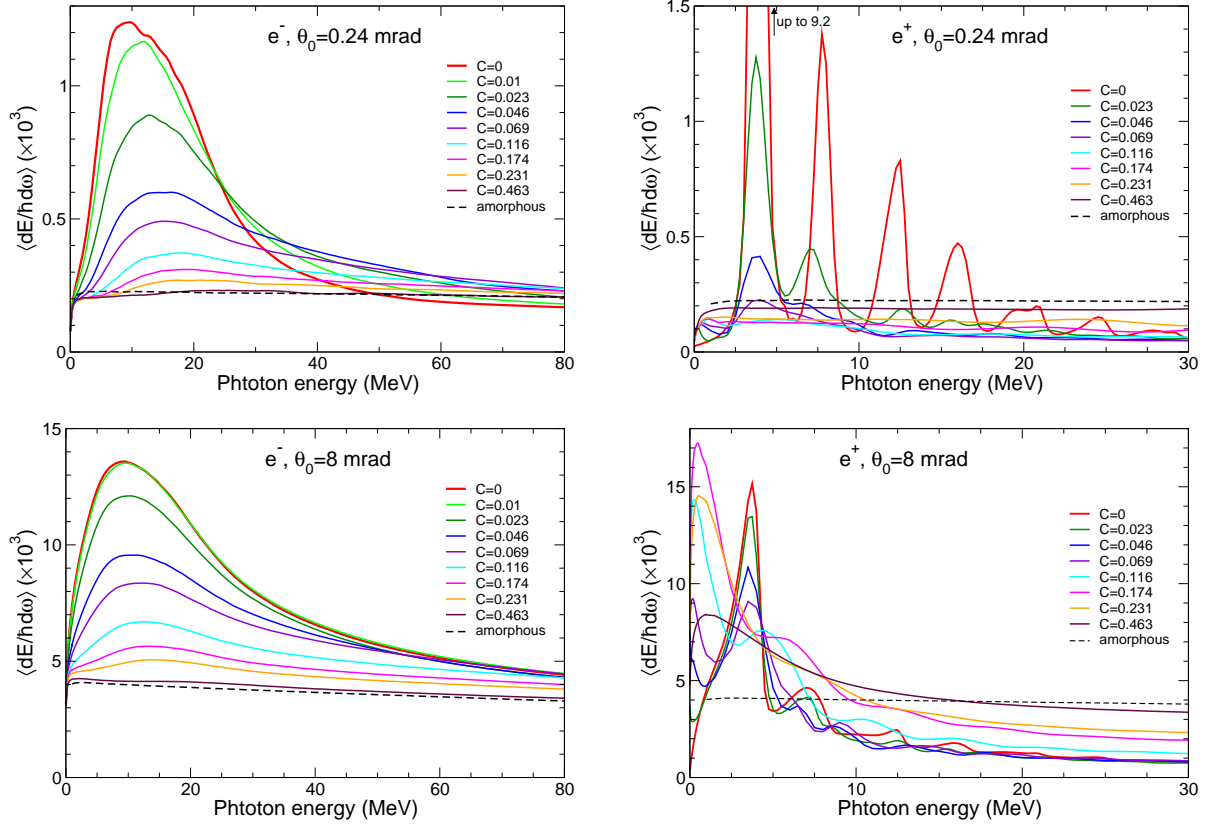 e⁻, θ₀=0.24 mrad
⟨dE/ħdω⟩ (×10³)
1
0.5
0
C=0
C=0.01
C=0.023
C=0.046
C=0.069
C=0.116
C=0.174
C=0.231
C=0.463
amorphous
0 20 40 60 80
Phtoton energy (MeV)
up to 9.2
e⁺, θ₀=0.24 mrad
⟨dE/ħdω⟩ (×10³)
1.5
1
0.5
0
C=0
C=0.023
C=0.046
C=0.069
C=0.116
C=0.174
C=0.231
C=0.463
amorphous
0 10 20 30
Phtoton energy (MeV)
e⁻, θ₀=8 mrad
⟨dE/ħdω⟩ (×10³)
15
10
5
0
C=0
C=0.01
C=0.023
C=0.046
C=0.069
C=0.116
C=0.174
C=0.231
C=0.463
amorphous
0 20 40 60 80
Phtoton energy (MeV)
e⁺, θ₀=8 mrad
⟨dE/ħdω⟩ (×10³)
15
10
5
0
C=0
C=0.023
C=0.046
C=0.069
C=0.116
C=0.174
C=0.231
C=0.463
amorphous
0 10 20 30
Phtoton energy (MeV)